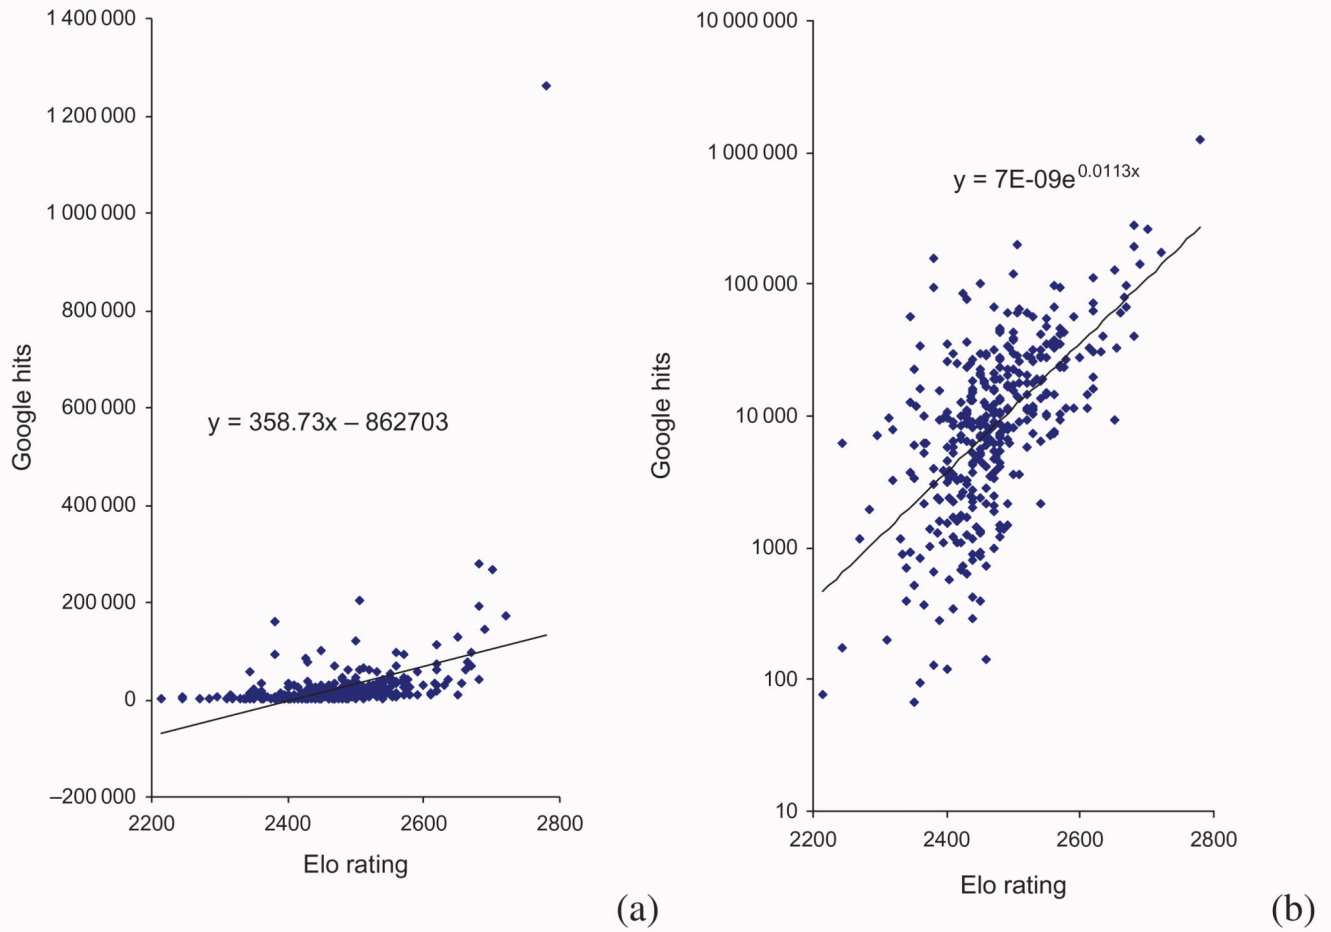 1 400 000
1 200 000
1 000 000
800 000
600 000
400 000
200 000
0
–200 000
Google hits
y = 358.73x – 862703
2200 2400 2600 2800
Elo rating
(a)
10 000 000
1 000 000
100 000
10 000
1000
100
10
Google hits
y = 7E-09e^0.0113x
2200 2400 2600 2800
Elo rating
(b)